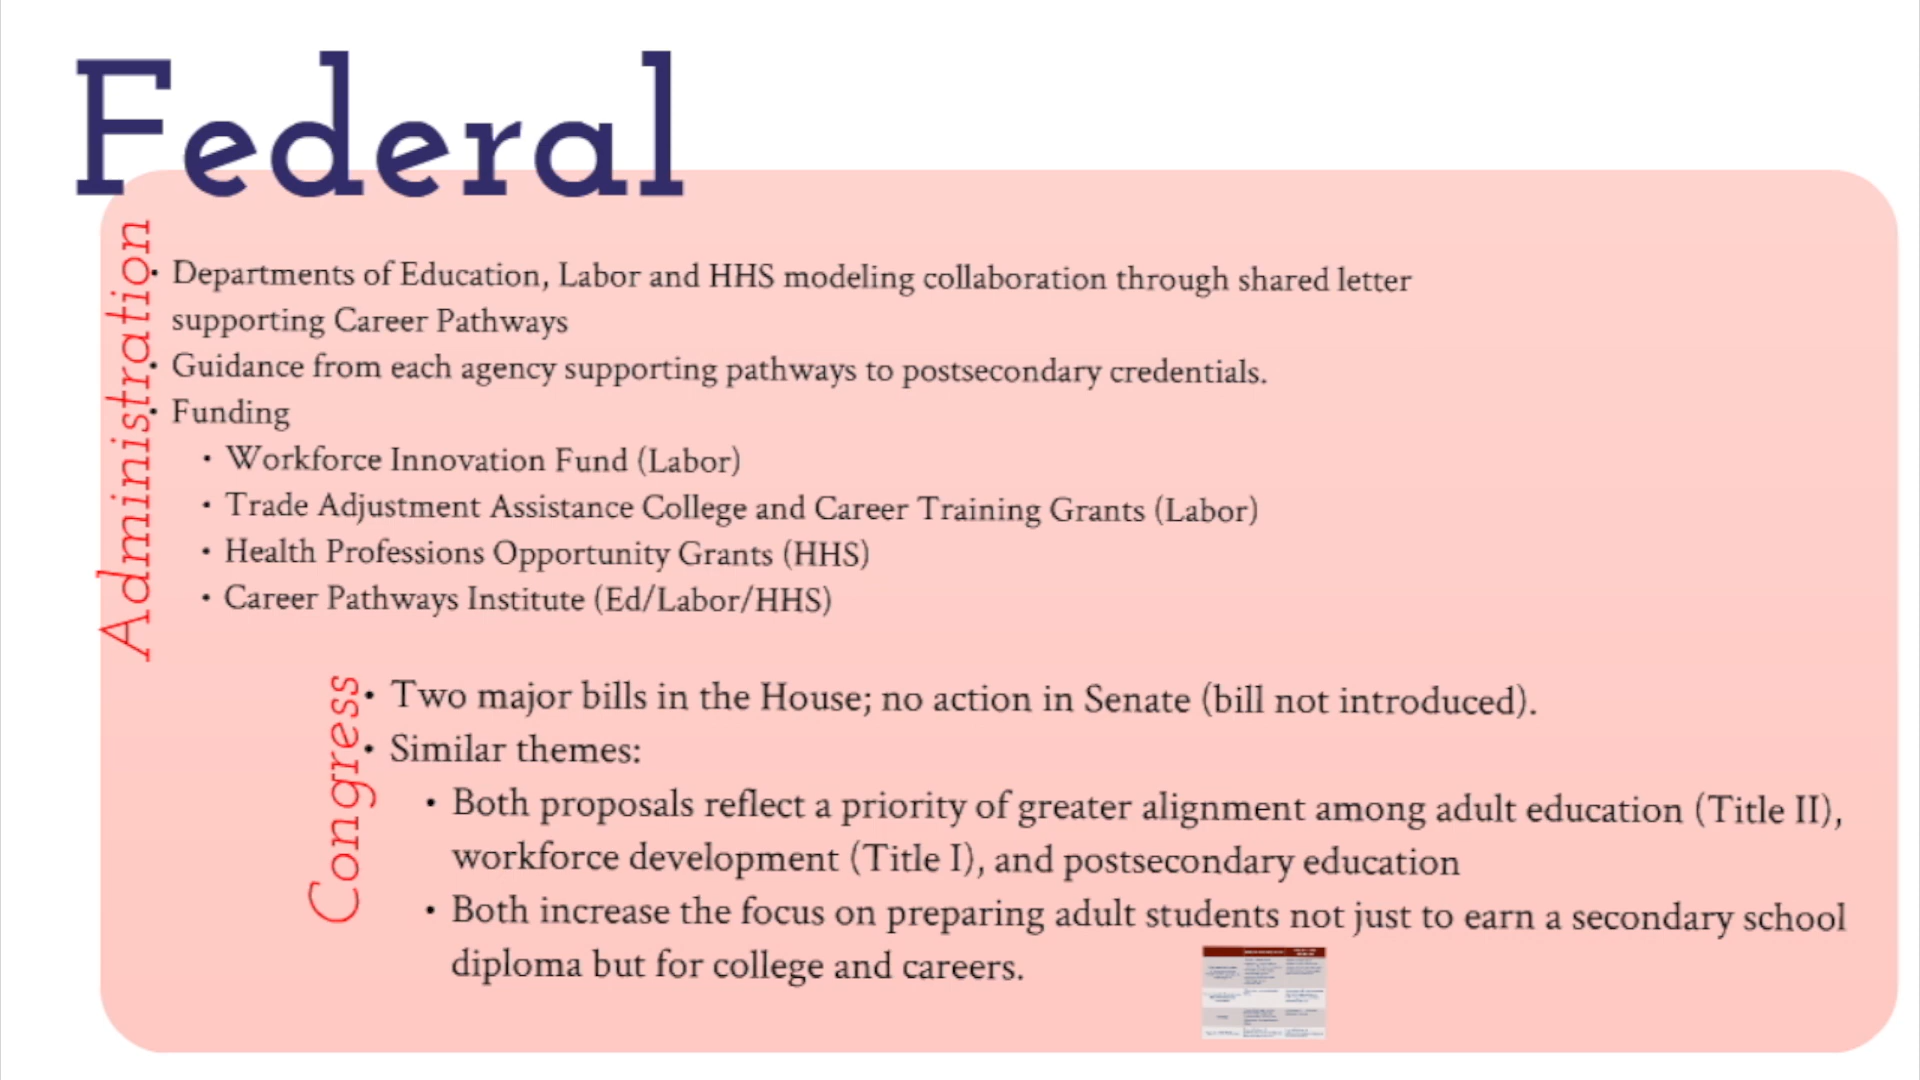 Federal
Administration
• Departments of Education, Labor and HHS modeling collaboration through shared letter
supporting Career Pathways
• Guidance from each agency supporting pathways to postsecondary credentials.
• Funding
• Workforce Innovation Fund (Labor)
• Trade Adjustment Assistance College and Career Training Grants (Labor)
• Health Professions Opportunity Grants (HHS)
• Career Pathways Institute (Ed/Labor/HHS)
Congress
• Two major bills in the House; no action in Senate (bill not introduced).
• Similar themes:
• Both proposals reflect a priority of greater alignment among adult education (Title II),
workforce development (Title I), and postsecondary education
• Both increase the focus on preparing adult students not just to earn a secondary school
diploma but for college and careers.